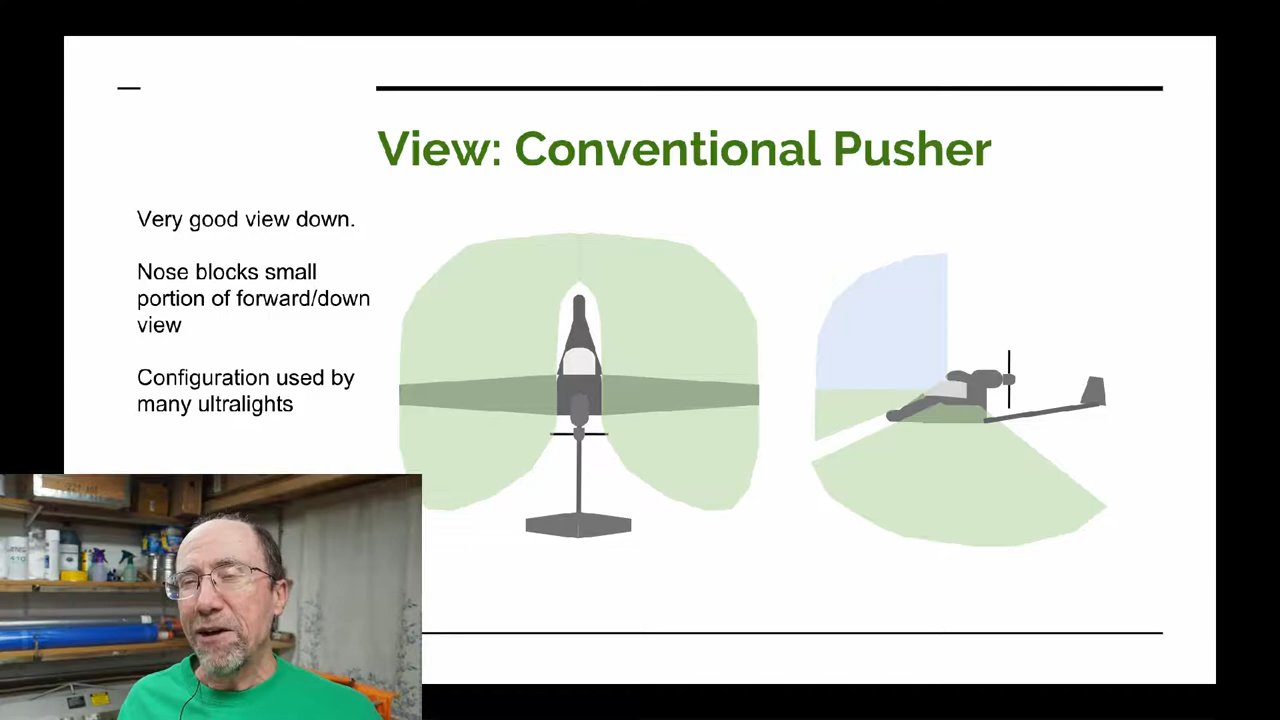 View: Conventional Pusher
Very good view down.
Nose blocks small
portion of forward/down
view
Configuration used by
many ultralights